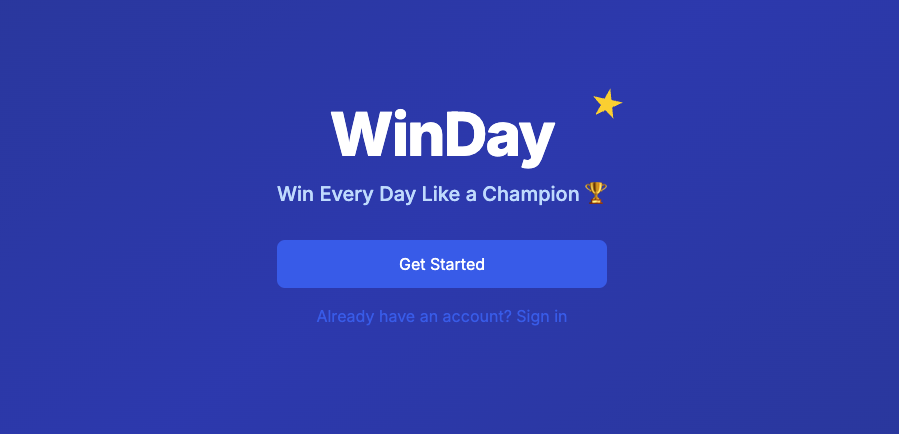 WinDay
Win Every Day Like a Champion 🏆
Get Started
Already have an account? Sign in